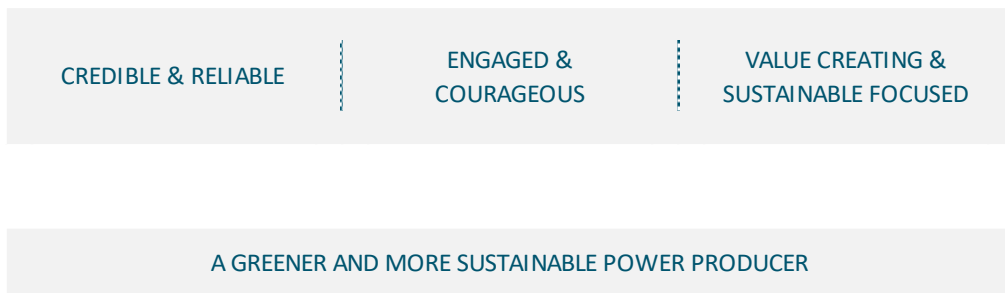 CREDIBLE & RELIABLE
ENGAGED &
COURAGEOUS
VALUE CREATING &
SUSTAINABLE FOCUSED
A GREENER AND MORE SUSTAINABLE POWER PRODUCER